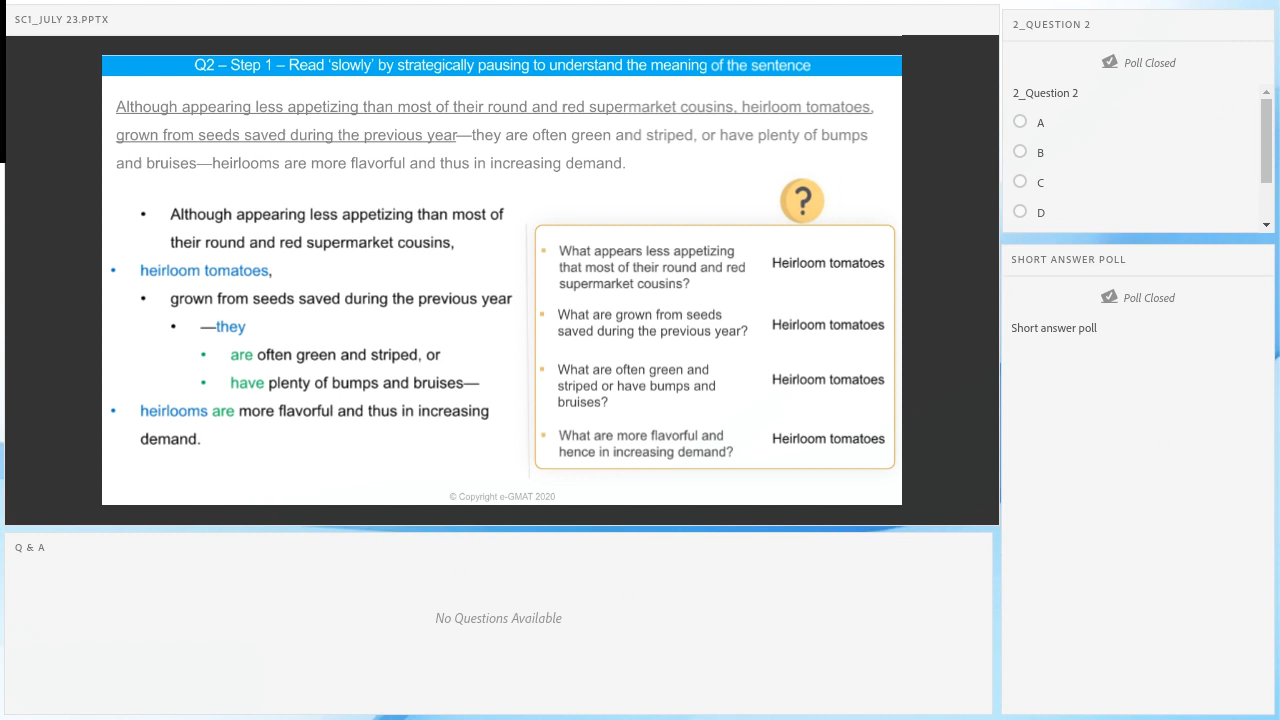 SC1_JULY 23.PPTX
Q2 – Step 1 – Read ‘slowly’ by strategically pausing to understand the meaning of the sentence
Although appearing less appetizing than most of their round and red supermarket cousins, heirloom tomatoes,
grown from seeds saved during the previous year—they are often green and striped, or have plenty of bumps
and bruises—heirlooms are more flavorful and thus in increasing demand.
• Although appearing less appetizing than most of
their round and red supermarket cousins,
• heirloom tomatoes,
• grown from seeds saved during the previous year
• —they
• are often green and striped, or
• have plenty of bumps and bruises—
• heirlooms are more flavorful and thus in increasing
demand.
?
What appears less appetizing
that most of their round and red
supermarket cousins?
Heirloom tomatoes
What are grown from seeds
saved during the previous year?
Heirloom tomatoes
What are often green and
striped or have bumps and
bruises?
Heirloom tomatoes
What are more flavorful and
hence in increasing demand?
Heirloom tomatoes
© Copyright e-GMAT 2020
Q & A
No Questions Available
2_QUESTION 2
Poll Closed
2_Question 2
A
B
C
D
SHORT ANSWER POLL
Poll Closed
Short answer poll